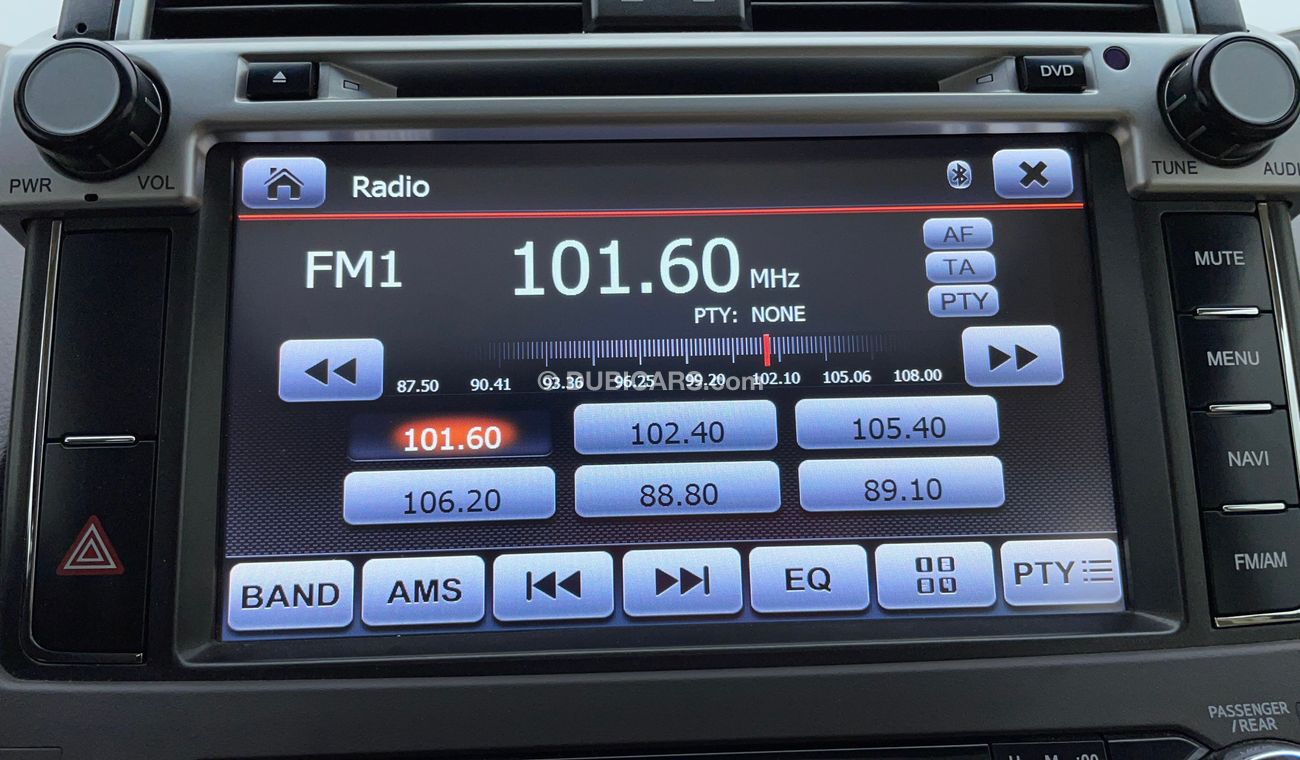 DVD
PWR VOL
TUNE
Radio
FM1 101.60 MHz
PTY: NONE
AF
TA
PTY
87.50 90.41 93.36 96.25 99.20 102.10 105.06 108.00
© DUBICARS.com
101.60 102.40 105.40
106.20 88.80 89.10
BAND AMS EQ PTY
MUTE
MENU
NAVI
FM/AM
PASSENGER
/REAR